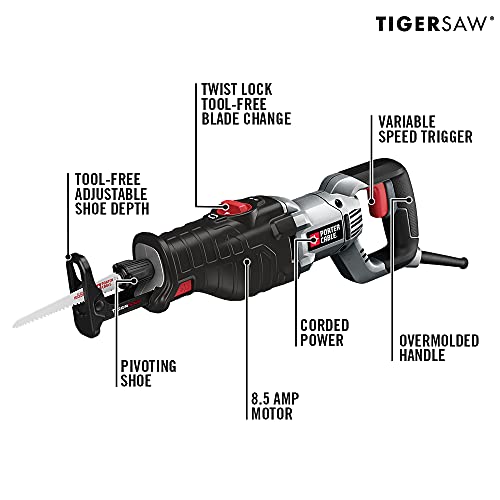 TIGERSAW®
TWIST LOCK
TOOL-FREE
BLADE CHANGE
VARIABLE
SPEED TRIGGER
TOOL-FREE
ADJUSTABLE
SHOE DEPTH
PORTER
CABLE
CORDED
POWER
OVERMOLDED
HANDLE
PIVOTING
SHOE
8.5 AMP
MOTOR